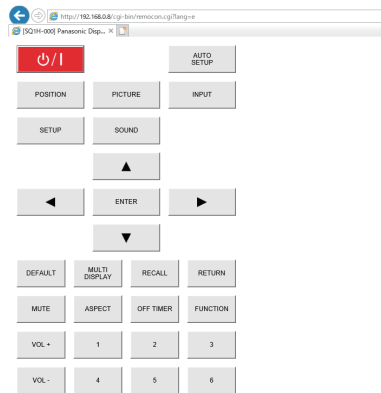 http://192.168.0.8/cgi-bin/remocon.cgi?lang=e
[SQ1H-000] Panasonic Disp...
⏻/I
AUTO
SETUP
POSITION
PICTURE
INPUT
SETUP
SOUND
▲
◀
ENTER
▶
▼
DEFAULT
MULTI
DISPLAY
RECALL
RETURN
MUTE
ASPECT
OFF TIMER
FUNCTION
VOL +
1
2
3
VOL -
4
5
6